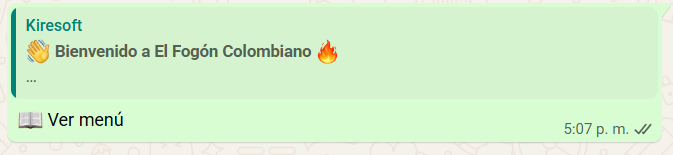 Kiresoft
👋 Bienvenido a El Fogón Colombiano 🔥
...
📖 Ver menú
5:07 p. m.